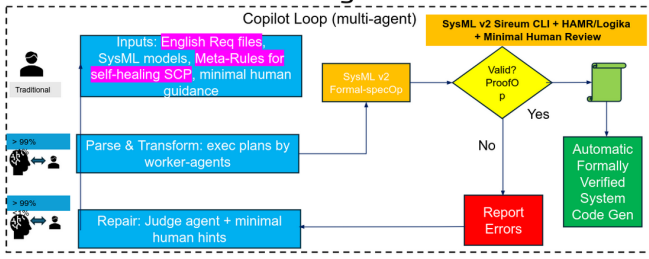 Copilot Loop (multi-agent)
SysML v2 Sireum CLI + HAMR/Logika
+ Minimal Human Review
Inputs: English Req files,
SysML models, Meta-Rules for
self-healing SCP, minimal human
guidance
Traditional
SysML v2
Formal-specOp
Valid?
ProofO
p
Yes
No
> 99%
Parse & Transform: exec plans by
worker-agents
Automatic
Formally
Verified
System
Code Gen
> 99%
Repair: Judge agent + minimal
human hints
Report
Errors